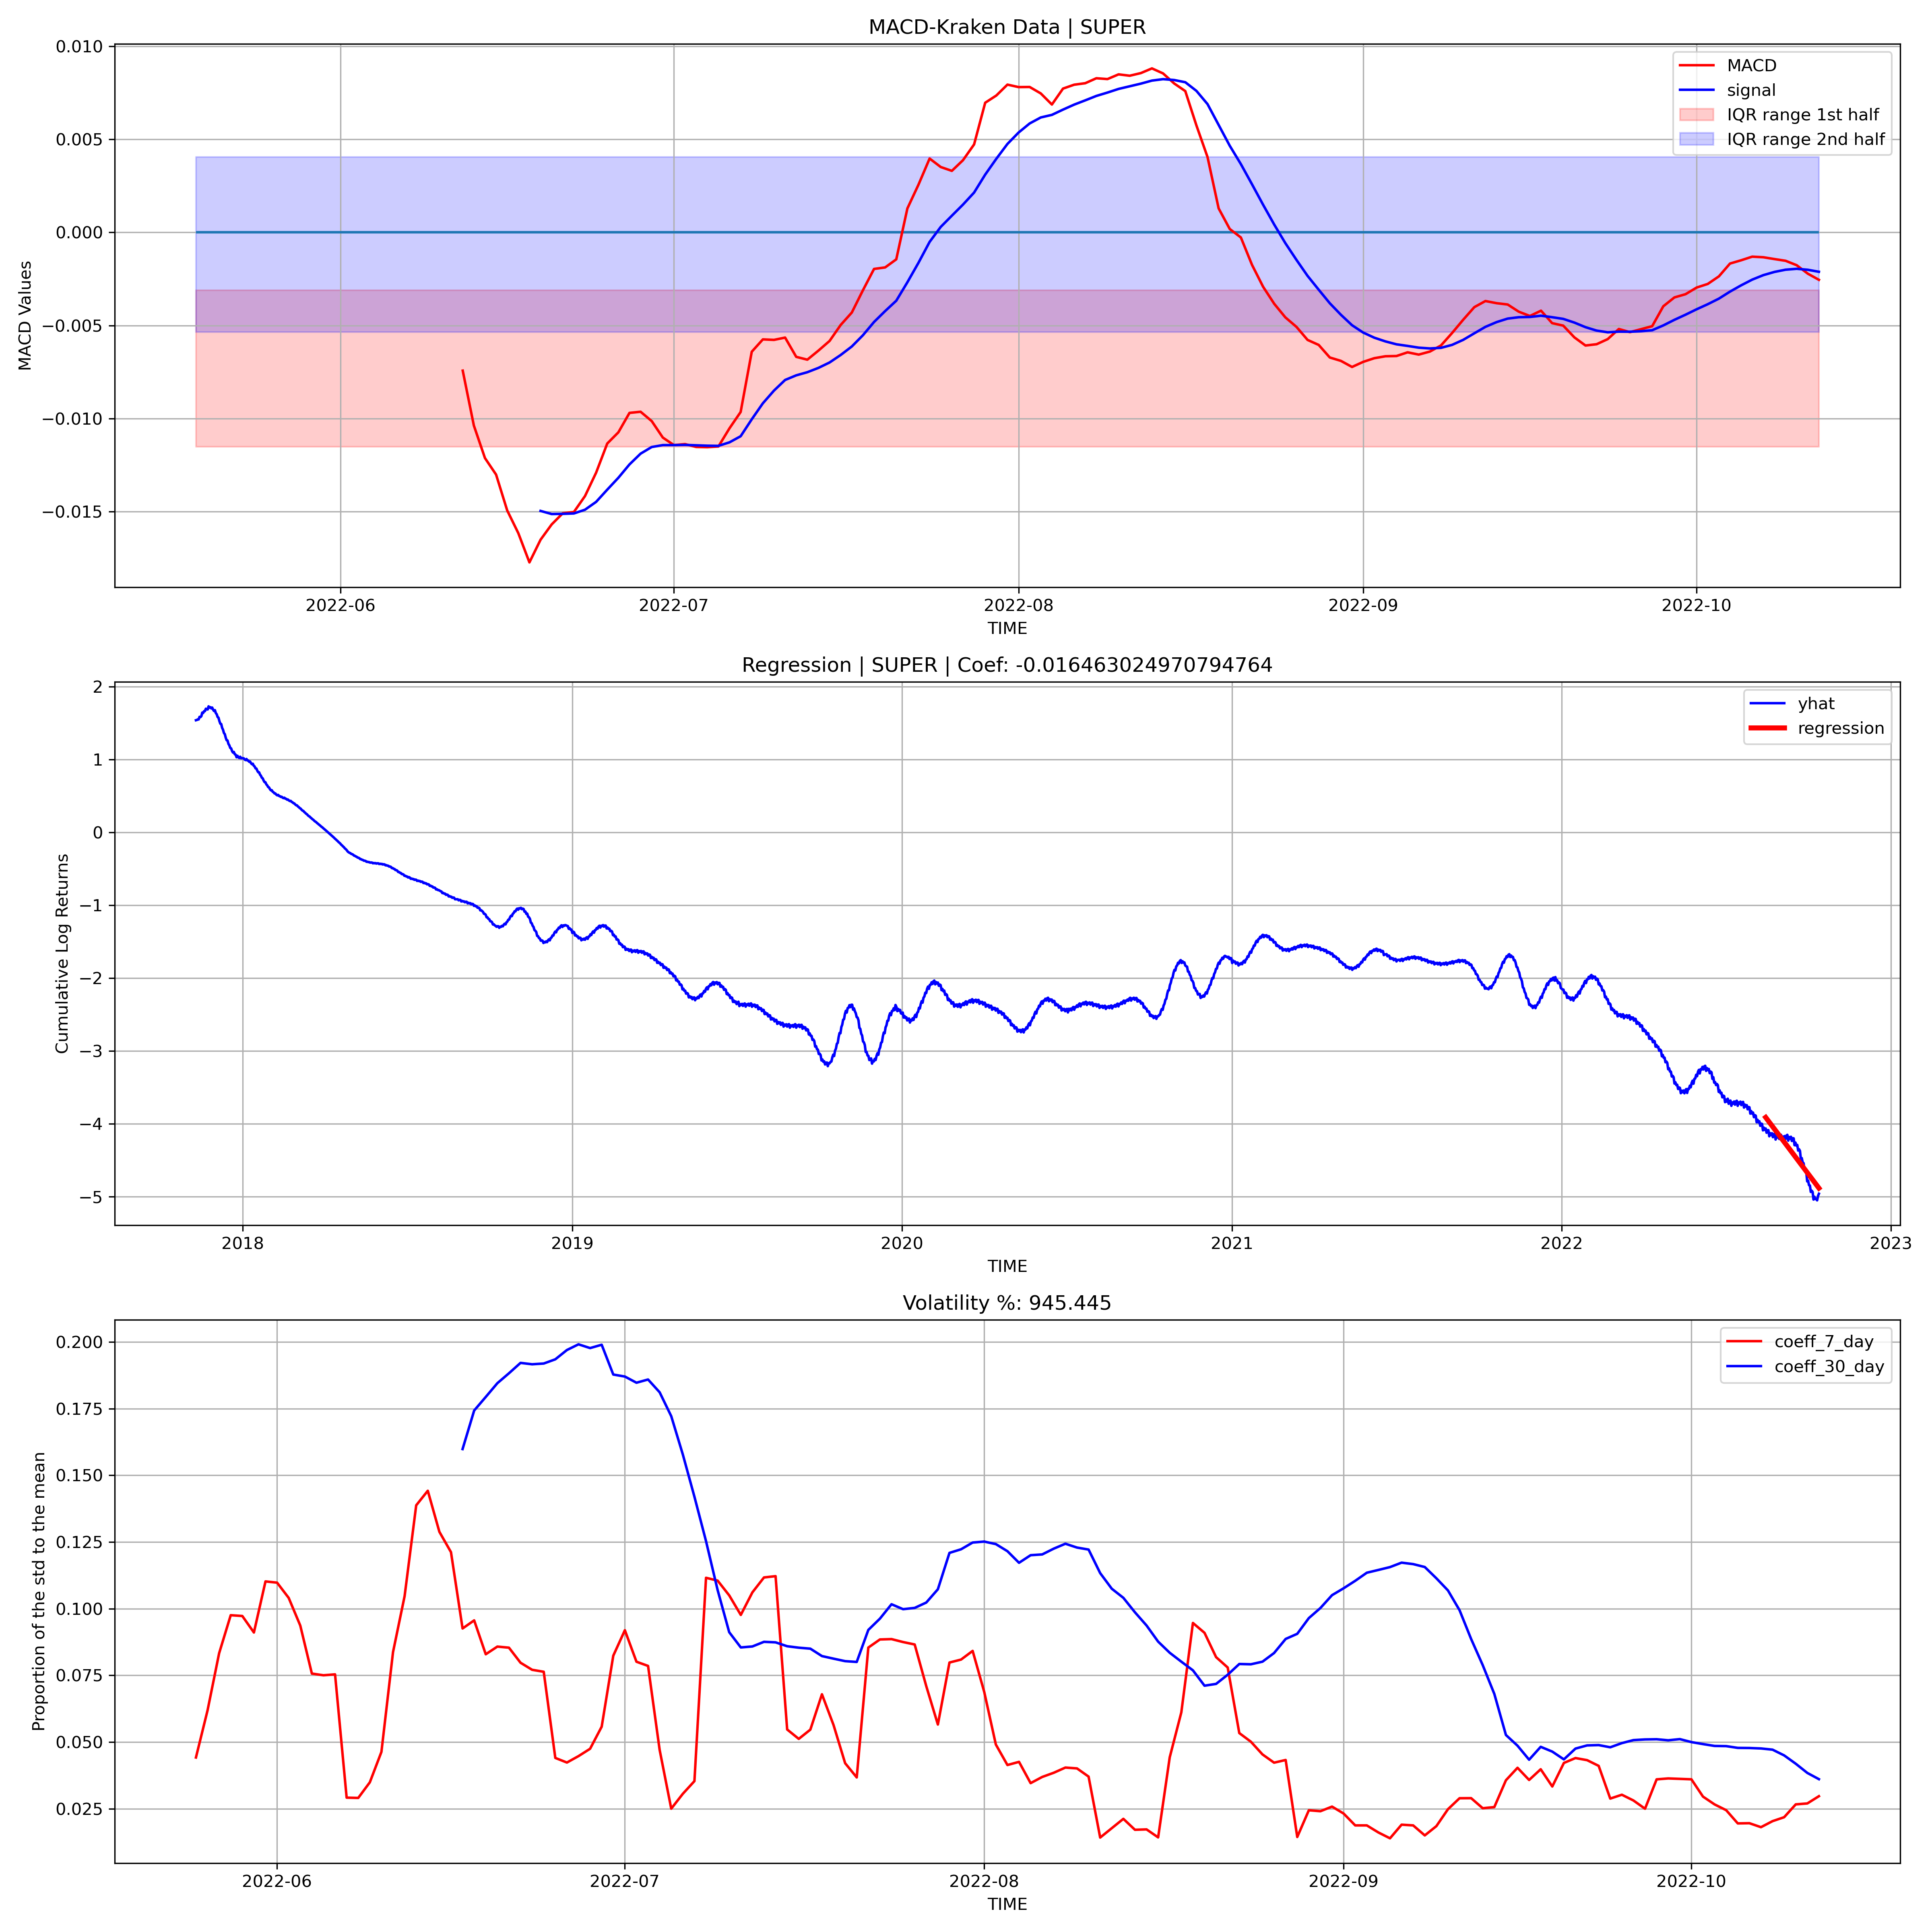 MACD-Kraken Data | SUPER
0.010
0.005
0.000
−0.005
−0.010
−0.015
MACD Values
MACD
signal
IQR range 1st half
IQR range 2nd half
2022-06
2022-07
2022-08
2022-09
2022-10
TIME
Regression | SUPER | Coef: -0.016463024970794764
2
1
0
−1
−2
−3
−4
−5
Cumulative Log Returns
yhat
regression
2018
2019
2020
2021
2022
2023
TIME
Volatility %: 945.445
0.200
0.175
0.150
0.125
0.100
0.075
0.050
0.025
Proportion of the std to the mean
coeff_7_day
coeff_30_day
2022-06
2022-07
2022-08
2022-09
2022-10
TIME